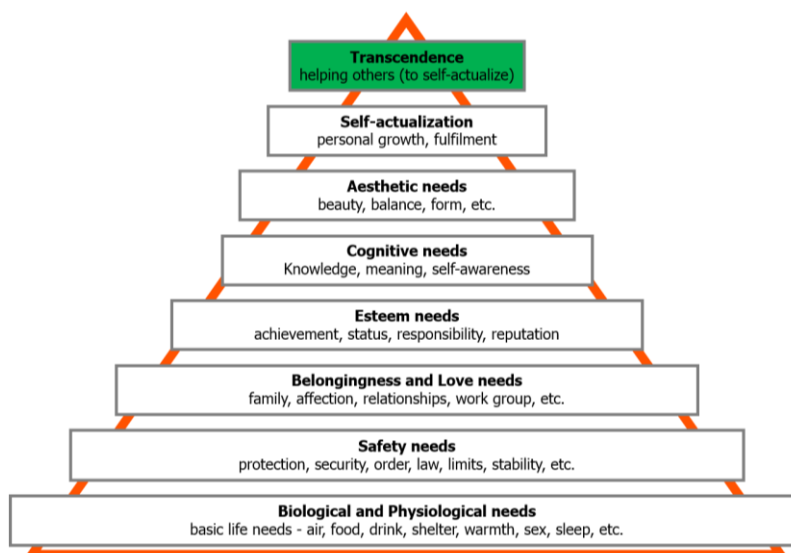 Transcendence
helping others (to self-actualize)
Self-actualization
personal growth, fulfilment
Aesthetic needs
beauty, balance, form, etc.
Cognitive needs
Knowledge, meaning, self-awareness
Esteem needs
achievement, status, responsibility, reputation
Belongingness and Love needs
family, affection, relationships, work group, etc.
Safety needs
protection, security, order, law, limits, stability, etc.
Biological and Physiological needs
basic life needs - air, food, drink, shelter, warmth, sex, sleep, etc.